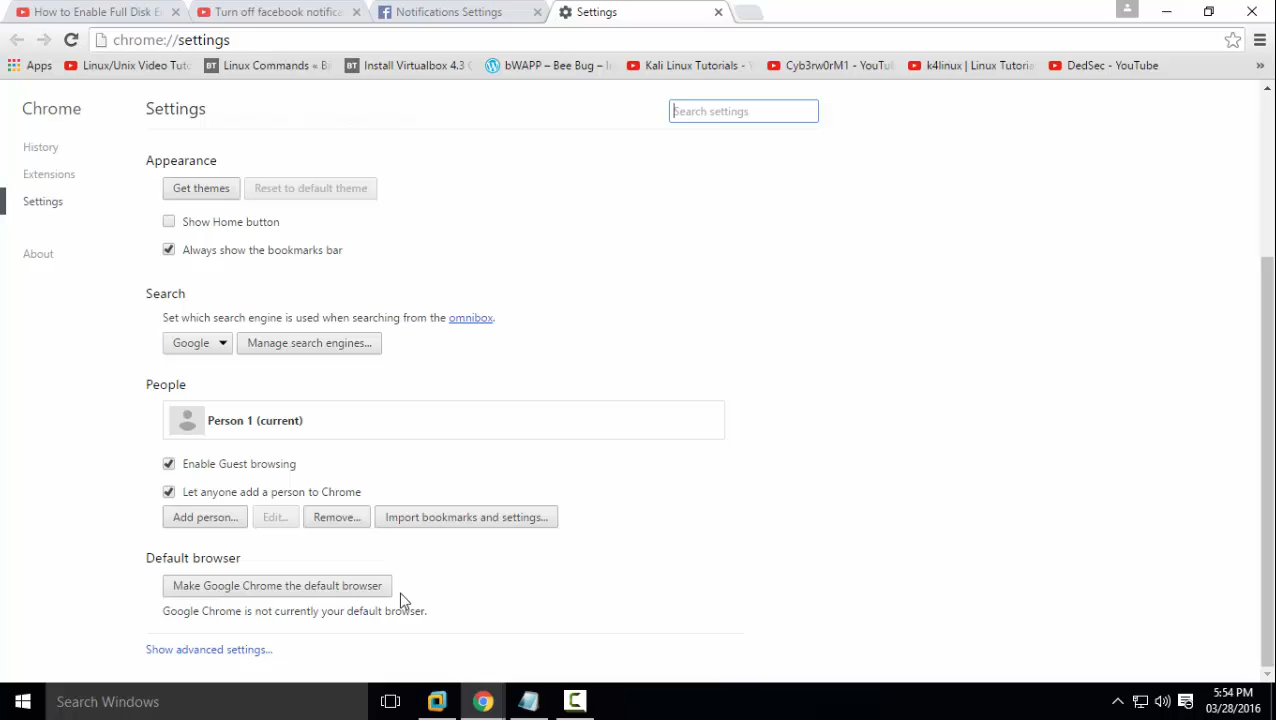 How to Enable Full Disk E
Turn off facebook notifica
Notifications Settings
Settings
chrome://settings
Apps
Linux/Unix Video Tuto
BT Linux Commands « B
BT Install Virtualbox 4.3
bWAPP – Bee Bug –
Kali Linux Tutorials -
Cyb3rw0rM1 - YouTu
k4linux | Linux Tutoria
DedSec - YouTube
»
Chrome
History
Extensions
Settings
About
Settings
Search settings
Appearance
Get themes
Reset to default theme
Show Home button
Always show the bookmarks bar
Search
Set which search engine is used when searching from the omnibox.
Google
Manage search engines...
People
Person 1 (current)
Enable Guest browsing
Let anyone add a person to Chrome
Add person...
Edit...
Remove...
Import bookmarks and settings...
Default browser
Make Google Chrome the default browser
Google Chrome is not currently your default browser.
Show advanced settings...
Search Windows
5:54 PM
03/28/2016